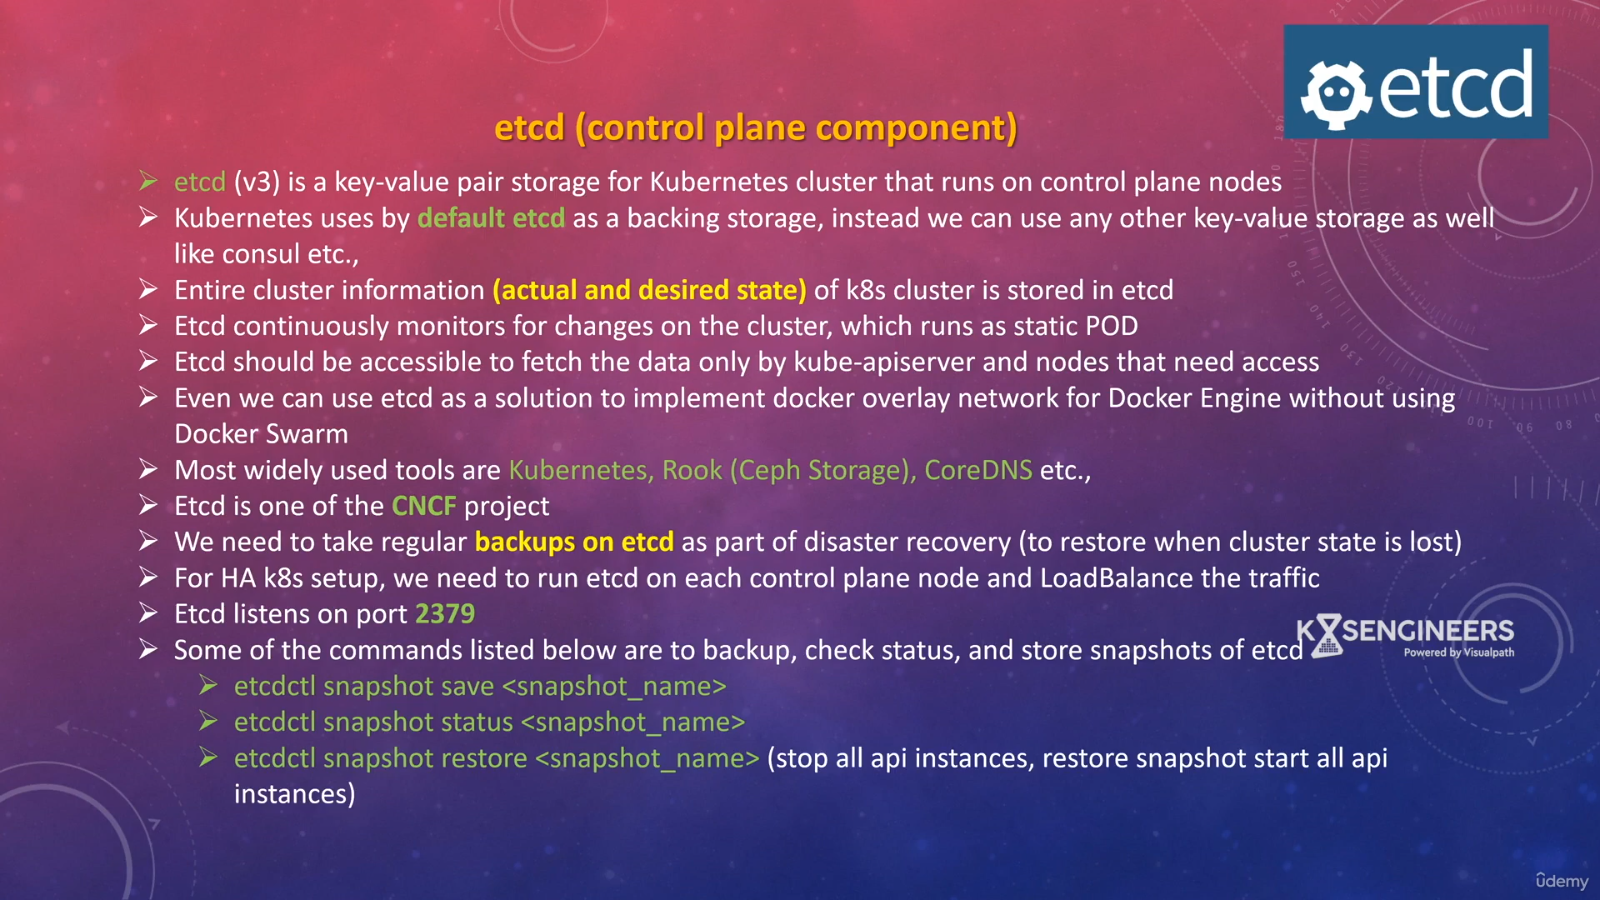 etcd
etcd (control plane component)
etcd (v3) is a key-value pair storage for Kubernetes cluster that runs on control plane nodes
Kubernetes uses by default etcd as a backing storage, instead we can use any other key-value storage as well
like consul etc.,
Entire cluster information (actual and desired state) of k8s cluster is stored in etcd
Etcd continuously monitors for changes on the cluster, which runs as static POD
Etcd should be accessible to fetch the data only by kube-apiserver and nodes that need access
Even we can use etcd as a solution to implement docker overlay network for Docker Engine without using
Docker Swarm
Most widely used tools are Kubernetes, Rook (Ceph Storage), CoreDNS etc.,
Etcd is one of the CNCF project
We need to take regular backups on etcd as part of disaster recovery (to restore when cluster state is lost)
For HA k8s setup, we need to run etcd on each control plane node and LoadBalance the traffic
Etcd listens on port 2379
Some of the commands listed below are to backup, check status, and store snapshots of etcd
K8SENGINEERS
Powered by Visualpath
etcdctl snapshot save <snapshot_name>
etcdctl snapshot status <snapshot_name>
etcdctl snapshot restore <snapshot_name> (stop all api instances, restore snapshot start all api
instances)
udemy